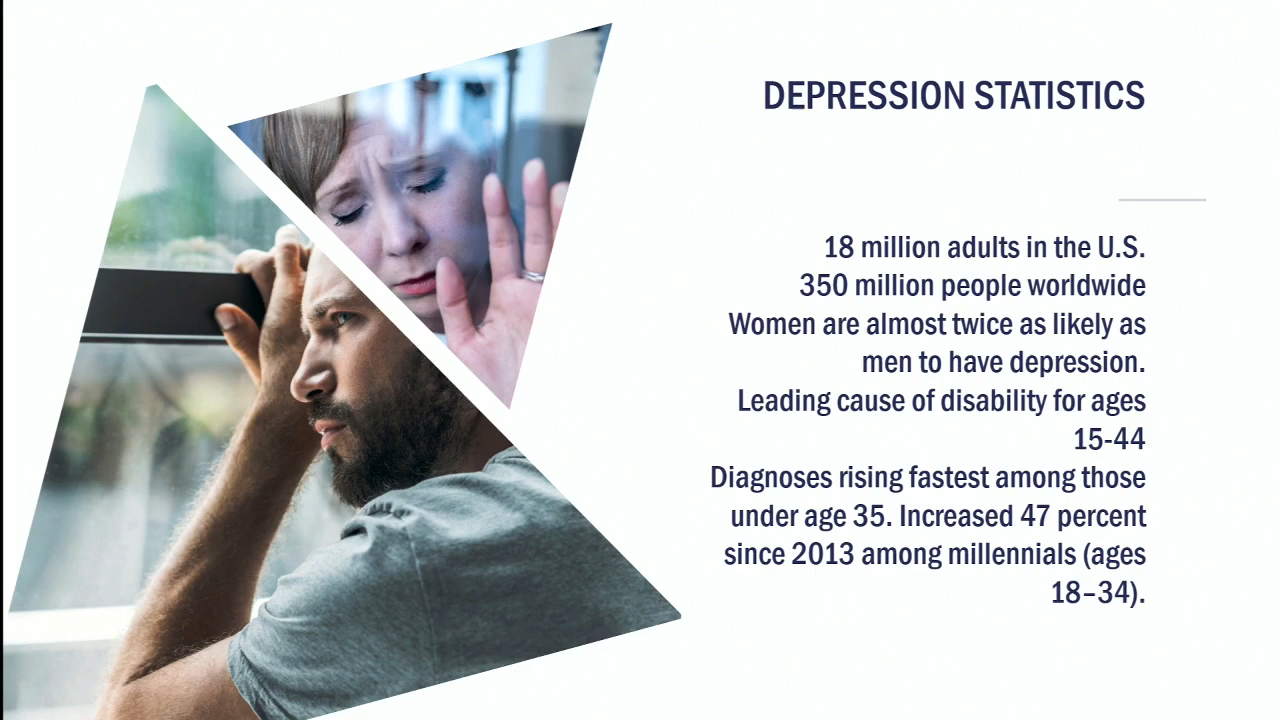 DEPRESSION STATISTICS
18 million adults in the U.S.
350 million people worldwide
Women are almost twice as likely as
men to have depression.
Leading cause of disability for ages
15-44
Diagnoses rising fastest among those
under age 35. Increased 47 percent
since 2013 among millennials (ages
18–34).